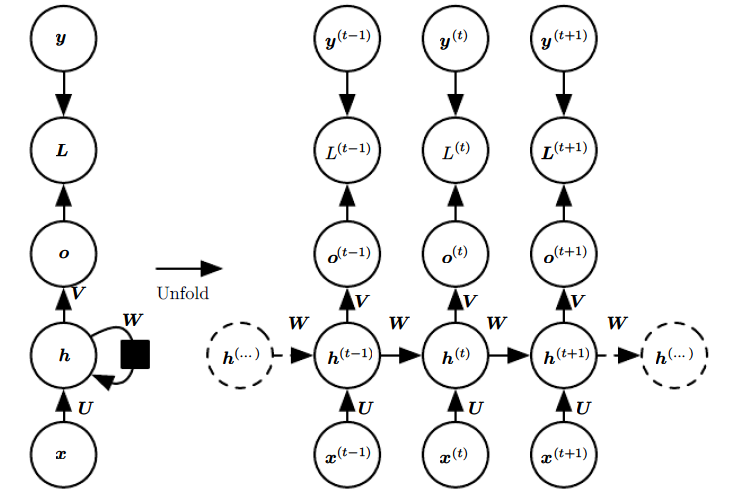 y y^(t−1) y^(t) y^(t+1)
L L^(t−1) L^(t) L^(t+1)
o o^(t−1) o^(t) o^(t+1)
Unfold
V V V V
W W W W W
h h^(...) h^(t−1) h^(t) h^(t+1) h^(...)
U U U U
x x^(t−1) x^(t) x^(t+1)